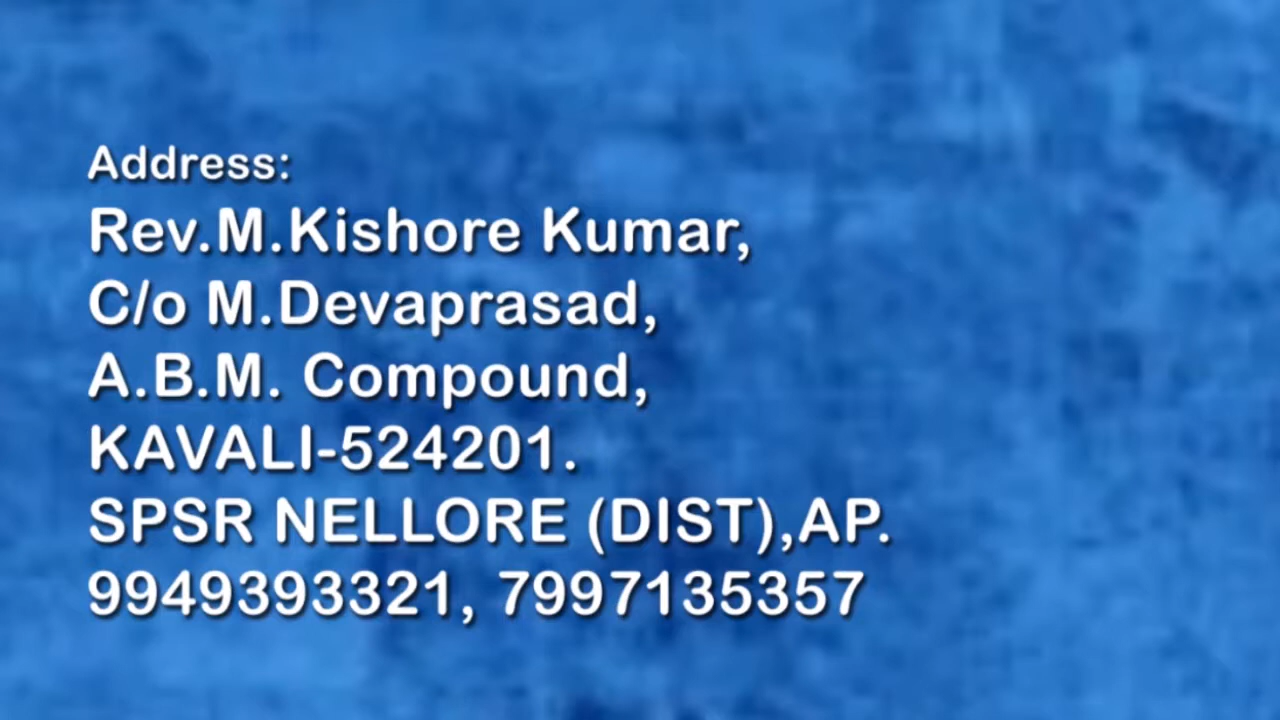 Address:
Rev.M.Kishore Kumar,
C/o M.Devaprasad,
A.B.M. Compound,
KAVALI-524201.
SPSR NELLORE (DIST),AP.
9949393321, 7997135357